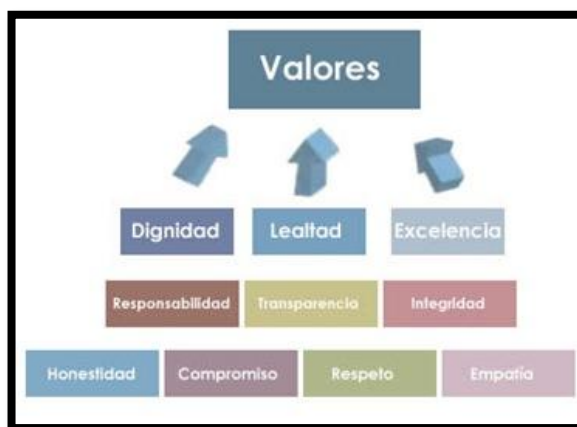 Valores
Dignidad Lealtad Excelencia
Responsabilidad Transparencia Integridad
Honestidad Compromiso Respeto Empatía